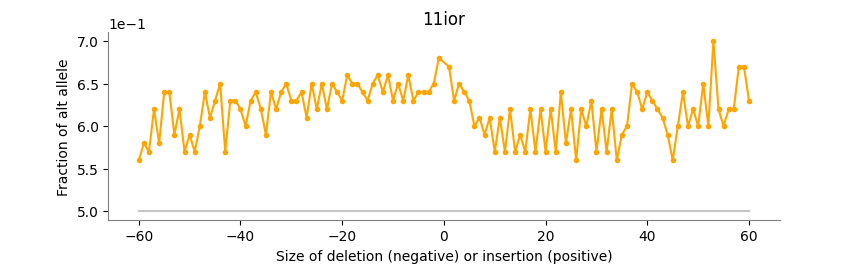 11ior
1e−1
7.0
6.5
6.0
5.5
5.0
Fraction of alt allele
−60 −40 −20 0 20 40 60
Size of deletion (negative) or insertion (positive)